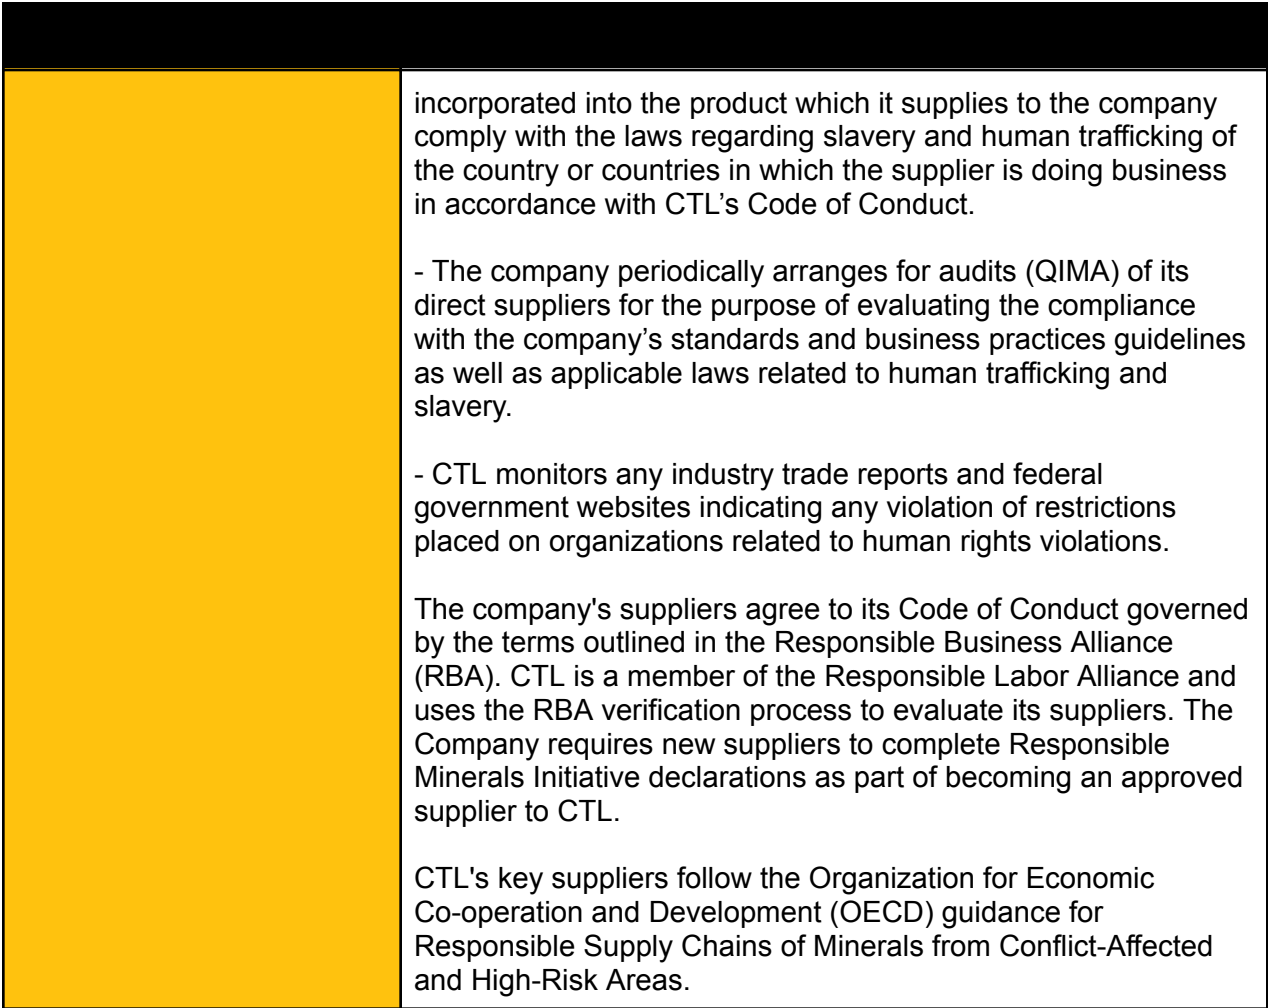 incorporated into the product which it supplies to the company
comply with the laws regarding slavery and human trafficking of
the country or countries in which the supplier is doing business
in accordance with CTL’s Code of Conduct.
- The company periodically arranges for audits (QIMA) of its
direct suppliers for the purpose of evaluating the compliance
with the company’s standards and business practices guidelines
as well as applicable laws related to human trafficking and
slavery.
- CTL monitors any industry trade reports and federal
government websites indicating any violation of restrictions
placed on organizations related to human rights violations.
The company's suppliers agree to its Code of Conduct governed
by the terms outlined in the Responsible Business Alliance
(RBA). CTL is a member of the Responsible Labor Alliance and
uses the RBA verification process to evaluate its suppliers. The
Company requires new suppliers to complete Responsible
Minerals Initiative declarations as part of becoming an approved
supplier to CTL.
CTL's key suppliers follow the Organization for Economic
Co-operation and Development (OECD) guidance for
Responsible Supply Chains of Minerals from Conflict-Affected
and High-Risk Areas.